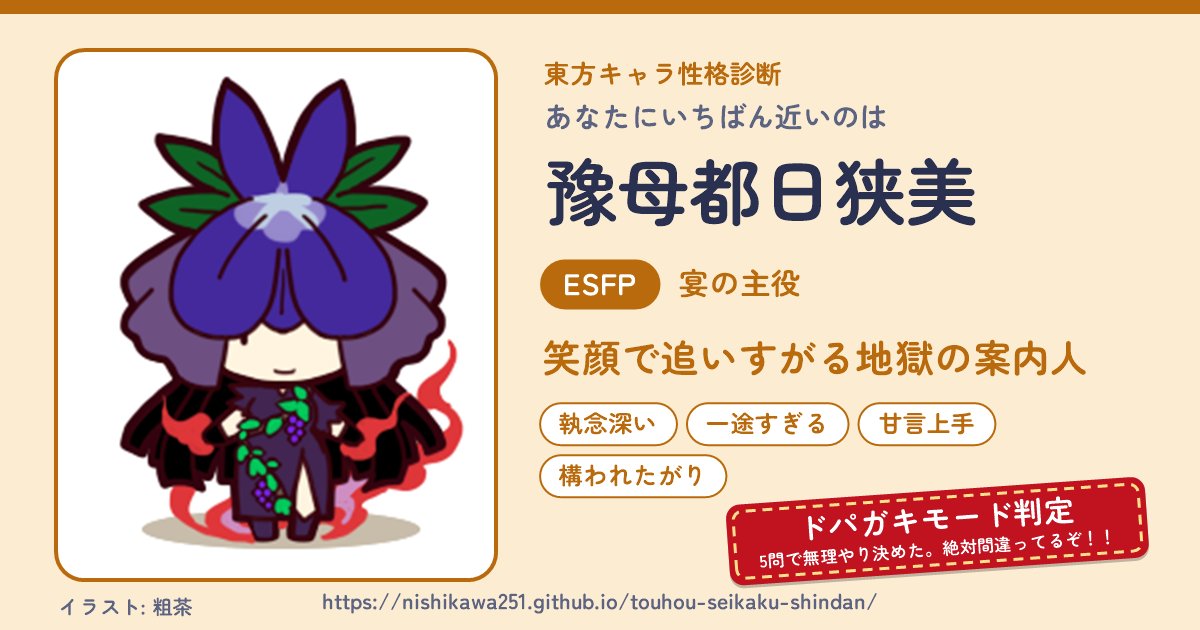 東方キャラ性格診断
あなたにいちばん近いのは
豫母都日狭美
ESFP 宴の主役
笑顔で追いすがる地獄の案内人
執念深い 一途すぎる 甘言上手
構われたがり
ドパガキモード判定
5問で無理やり決めた。絶対間違ってるぞ！！
イラスト: 粗茶
https://nishikawa251.github.io/touhou-seikaku-shindan/